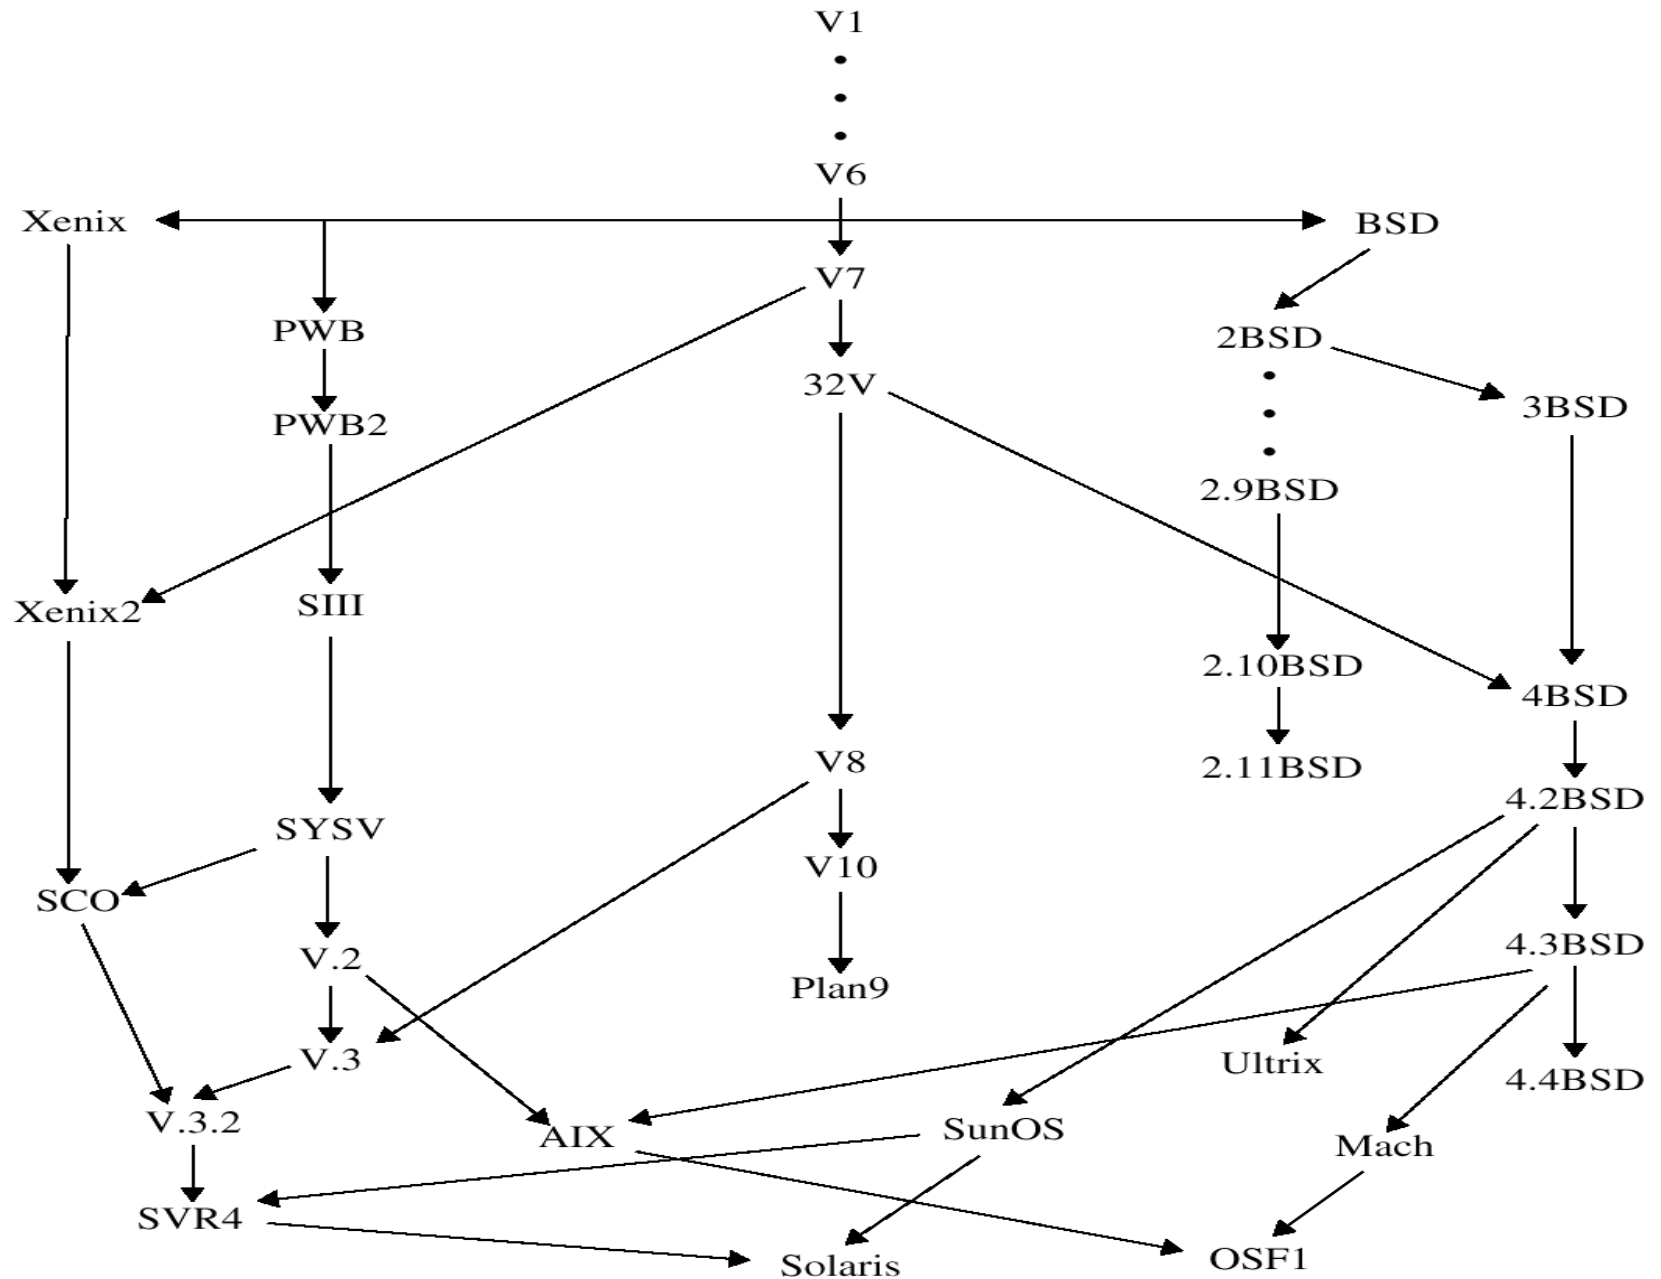 V1
V6
Xenix
BSD
V7
PWB
2BSD
32V
3BSD
PWB2
2.9BSD
Xenix2
SIII
2.10BSD
4BSD
V8
2.11BSD
4.2BSD
SYSV
V10
SCO
4.3BSD
V.2
Plan9
V.3
Ultrix
4.4BSD
V.3.2
AIX
SunOS
Mach
SVR4
Solaris
OSF1